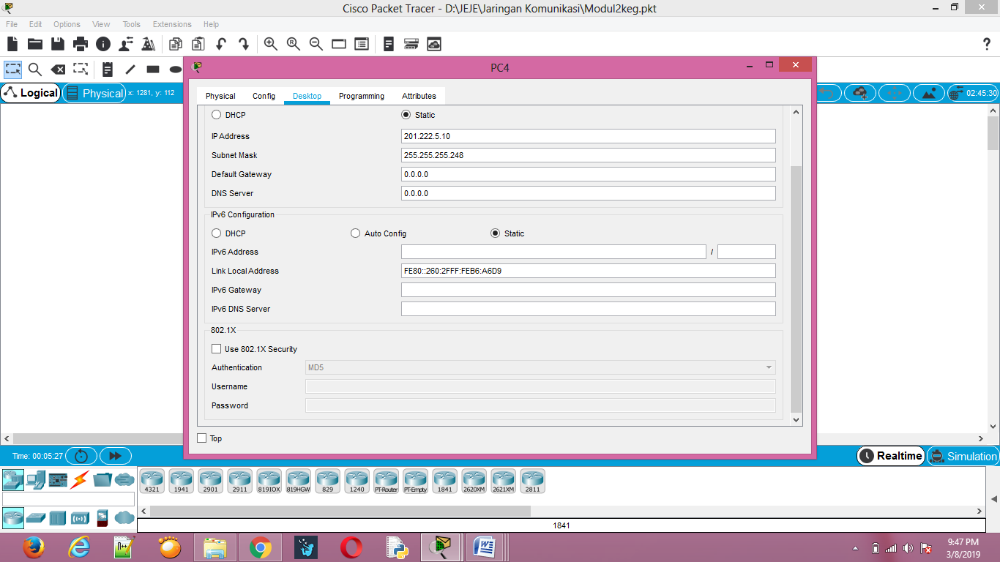 Cisco Packet Tracer - D:\JEJE\Jaringan Komunikasi\Modul2keg.pkt
File Edit Options View Tools Extensions Help
Logical Physical x: 1281, y: 112 02:45:30
PC4
Physical Config Desktop Programming Attributes
DHCP Static
IP Address 201.222.5.10
Subnet Mask 255.255.255.248
Default Gateway 0.0.0.0
DNS Server 0.0.0.0
IPv6 Configuration
DHCP Auto Config Static
IPv6 Address /
Link Local Address FE80::260:2FFF:FEB6:A6D9
IPv6 Gateway
IPv6 DNS Server
802.1X
Use 802.1X Security
Authentication MD5
Username
Password
Top
Time: 00:05:27 Realtime Simulation
4321 1941 2901 2911 819IOX 819HGW 829 1240 PT-Router PT-Empty 1841 2620XM 2621XM 2811
1841
9:47 PM
3/8/2019